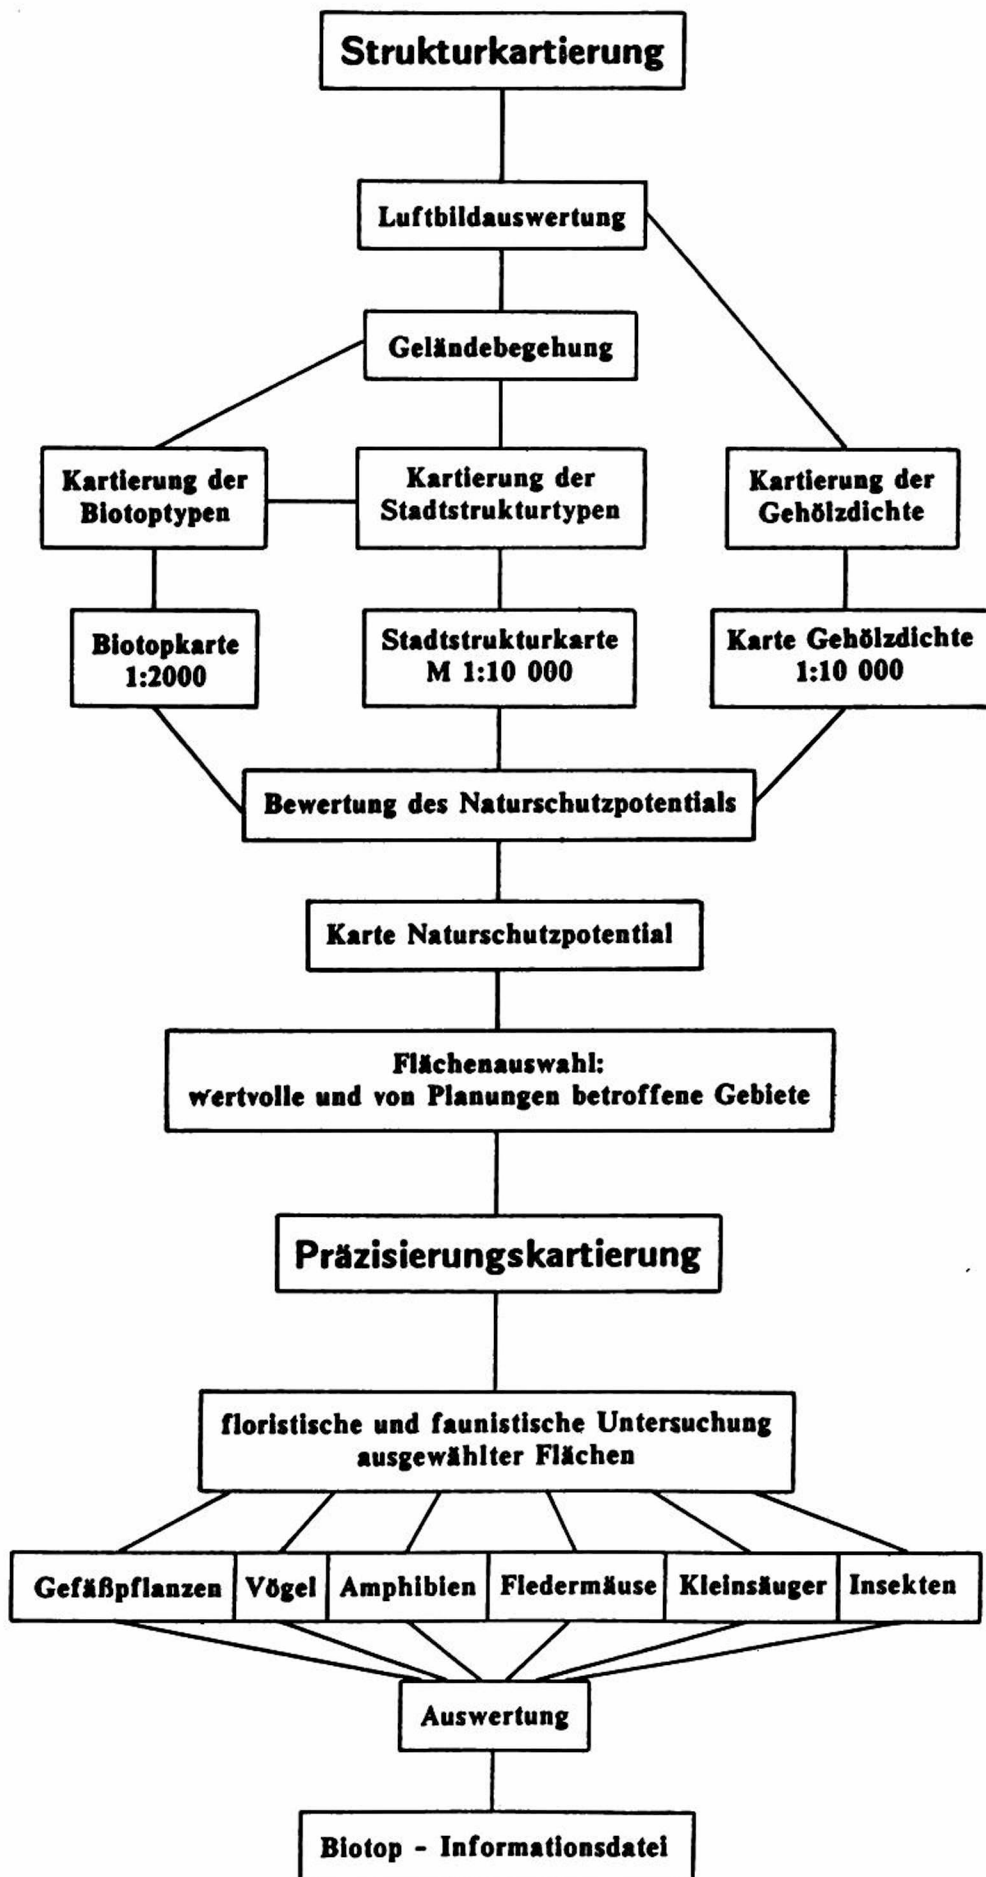 Strukturkartierung
Luftbildauswertung
Geländebegehung
Kartierung der
Biotoptypen
Kartierung der
Stadtstrukturtypen
Kartierung der
Gehölzdichte
Biotopkarte
1:2000
Stadtstrukturkarte
M 1:10 000
Karte Gehölzdichte
1:10 000
Bewertung des Naturschutzpotentials
Karte Naturschutzpotential
Flächenauswahl:
wertvolle und von Planungen betroffene Gebiete
Präzisierungskartierung
floristische und faunistische Untersuchung
ausgewählter Flächen
Gefäßpflanzen
Vögel
Amphibien
Fledermäuse
Kleinsäuger
Insekten
Auswertung
Biotop - Informationsdatei